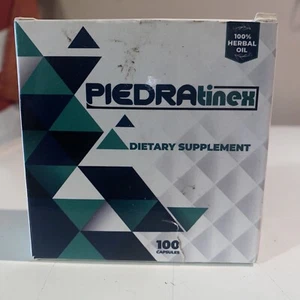 100%
HERBAL
OIL
PIEDRAtinex
DIETARY SUPPLEMENT
100
CAPSULES